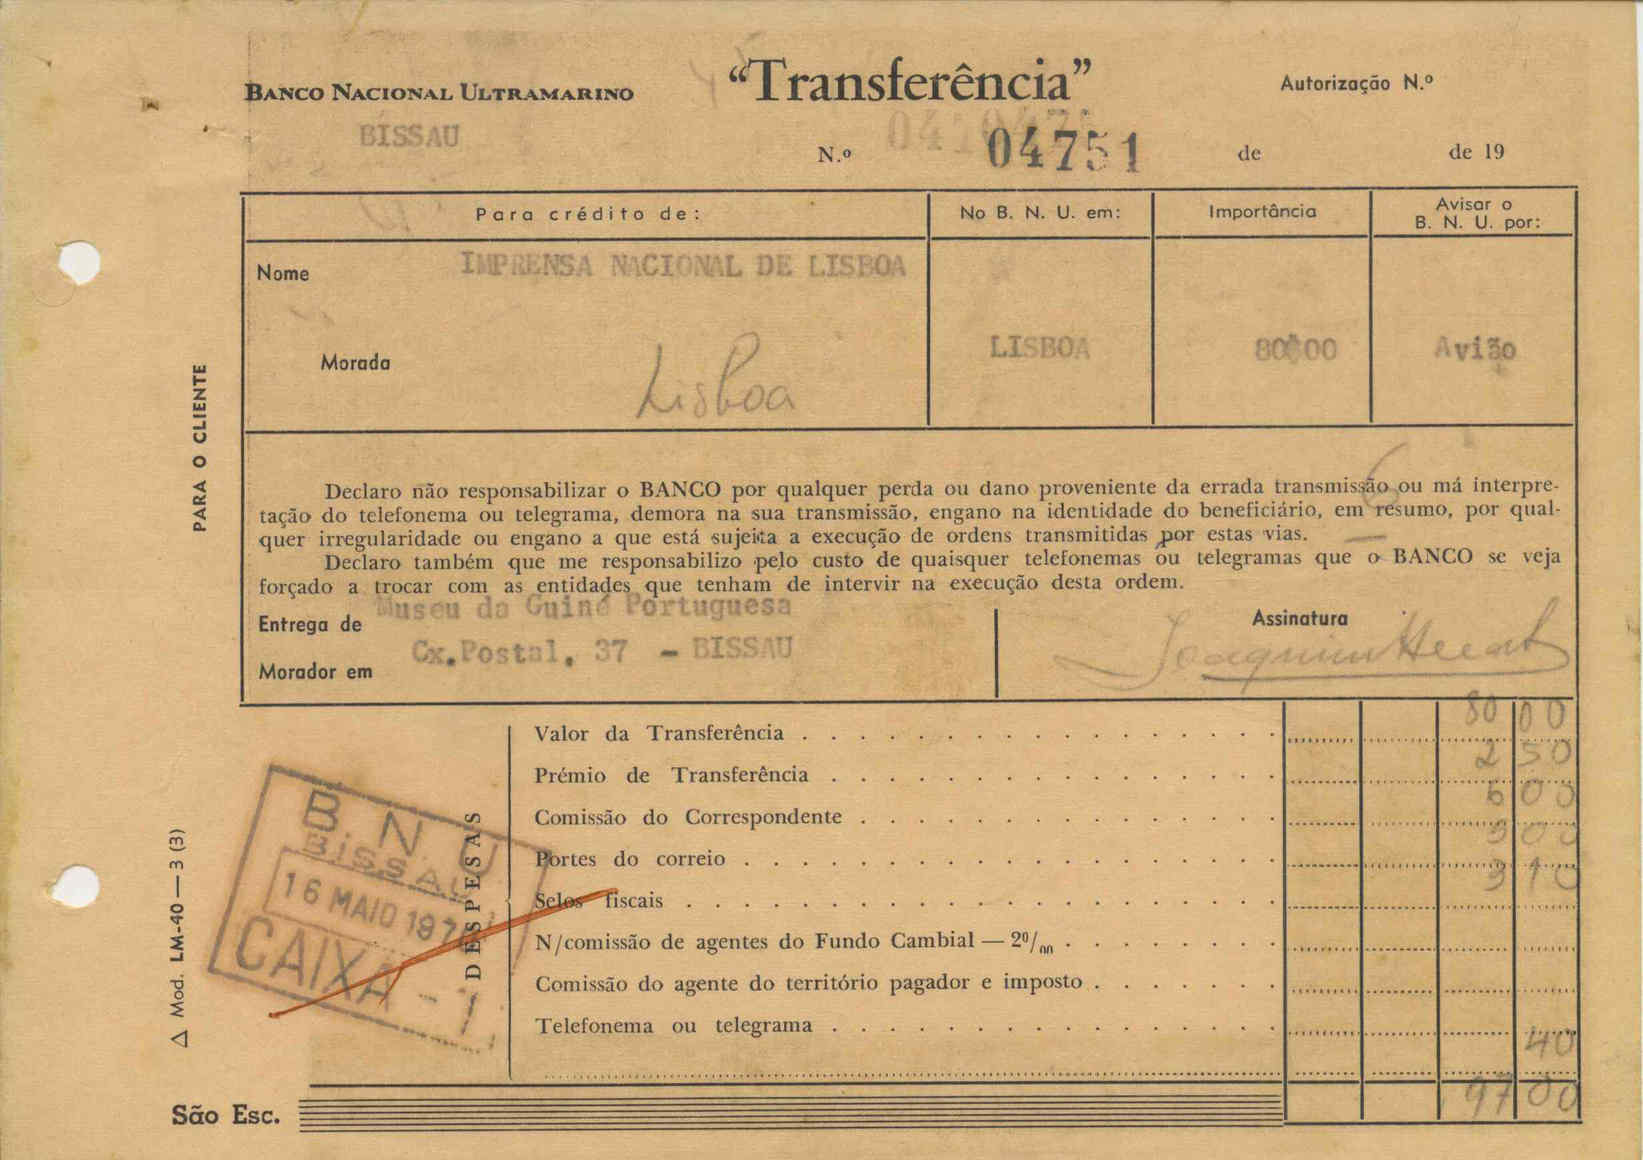 BANCO NACIONAL ULTRAMARINO
"Transferência"
Autorização N.º
BISSAU
N.º 04751
de de 19
Para crédito de:
No B. N. U. em:
Importância
Avisar o
B. N. U. por:
Nome IMPRENSA NACIONAL DE LISBOA
Morada Lisboa
LISBOA
80$00
Avião
PARA O CLIENTE
Declaro não responsabilizar o BANCO por qualquer perda ou dano proveniente da errada transmissão ou má interpre-
tação do telefonema ou telegrama, demora na sua transmissão, engano na identidade do beneficiário, em resumo, por qual-
quer irregularidade ou engano a que está sujeita a execução de ordens transmitidas por estas vias.
Declaro também que me responsabilizo pelo custo de quaisquer telefonemas ou telegramas que o BANCO se veja
forçado a trocar com as entidades que tenham de intervir na execução desta ordem.
Entrega de Museu da Guiné Portuguesa
Morador em Cx.Postal, 37 - BISSAU
Assinatura
Joaquim
DESPESAS
Valor da Transferência 80 00
Prémio de Transferência 2 50
Comissão do Correspondente 6 00
Portes do correio 00
Selos fiscais 3 10
N/comissão de agentes do Fundo Cambial — 2⁰/₀₀
Comissão do agente do território pagador e imposto
Telefonema ou telegrama
40
São Esc. 97 00
B N U
BISSAU
16 MAIO 197
CAIXA - 1
Δ Mod. LM-40 — 3 (3)